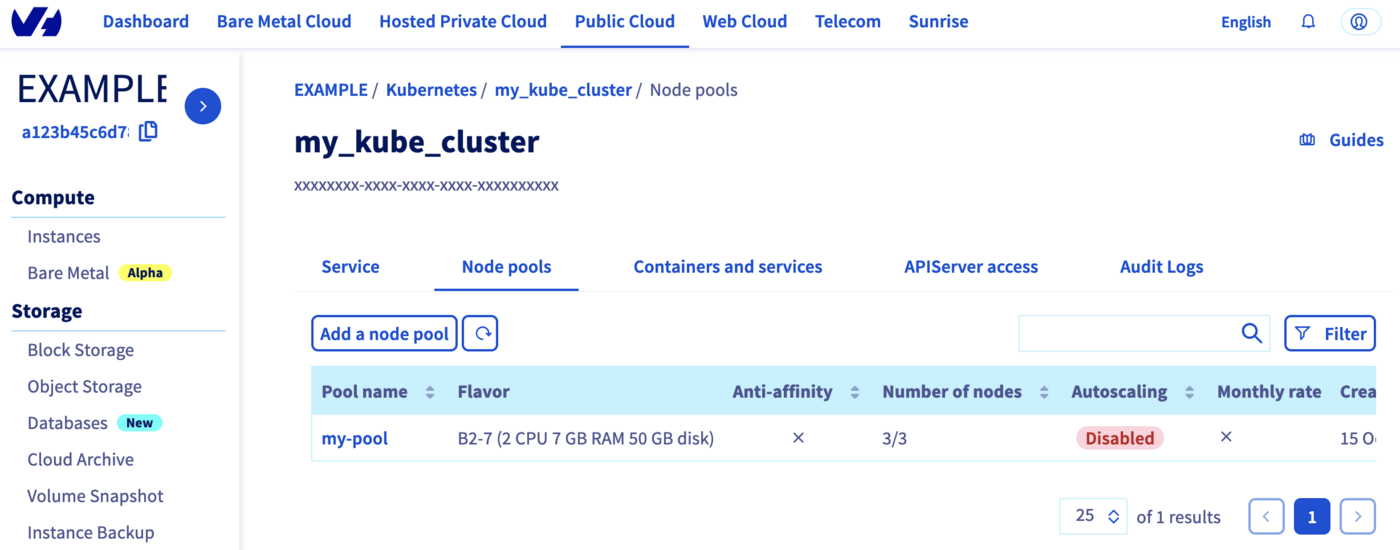 Dashboard Bare Metal Cloud Hosted Private Cloud Public Cloud Web Cloud Telecom Sunrise English
EXAMPLE
a123b45c6d7
EXAMPLE / Kubernetes / my_kube_cluster / Node pools
my_kube_cluster
Guides
xxxxxxxx-xxxx-xxxx-xxxx-xxxxxxxxxx
Compute
Instances
Bare Metal Alpha
Storage
Block Storage
Object Storage
Databases New
Cloud Archive
Volume Snapshot
Instance Backup
Service Node pools Containers and services APIServer access Audit Logs
Add a node pool Filter
Pool name Flavor Anti-affinity Number of nodes Autoscaling Monthly rate Crea
my-pool B2-7 (2 CPU 7 GB RAM 50 GB disk) 3/3 Disabled 15 O
25 of 1 results 1